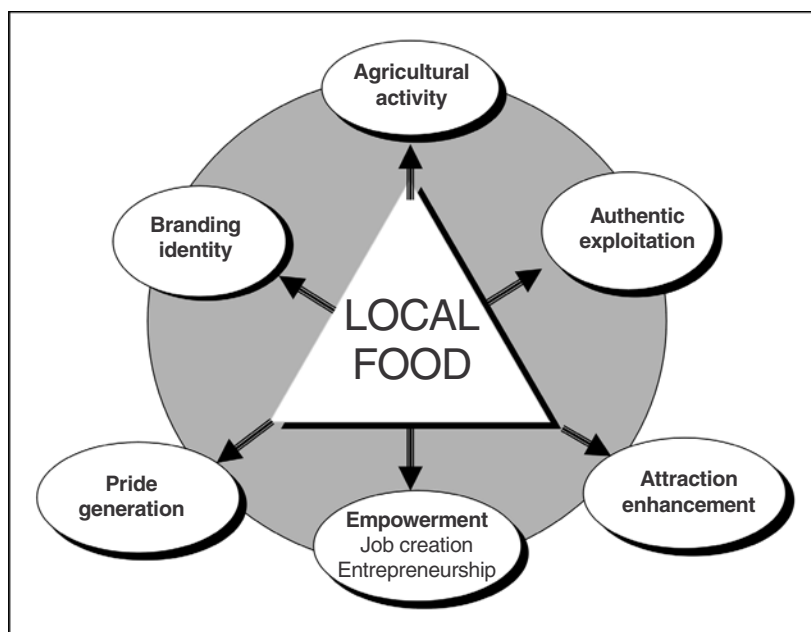 Agricultural
activity
Branding
identity
Authentic
exploitation
LOCAL
FOOD
Pride
generation
Empowerment
Job creation
Entrepreneurship
Attraction
enhancement